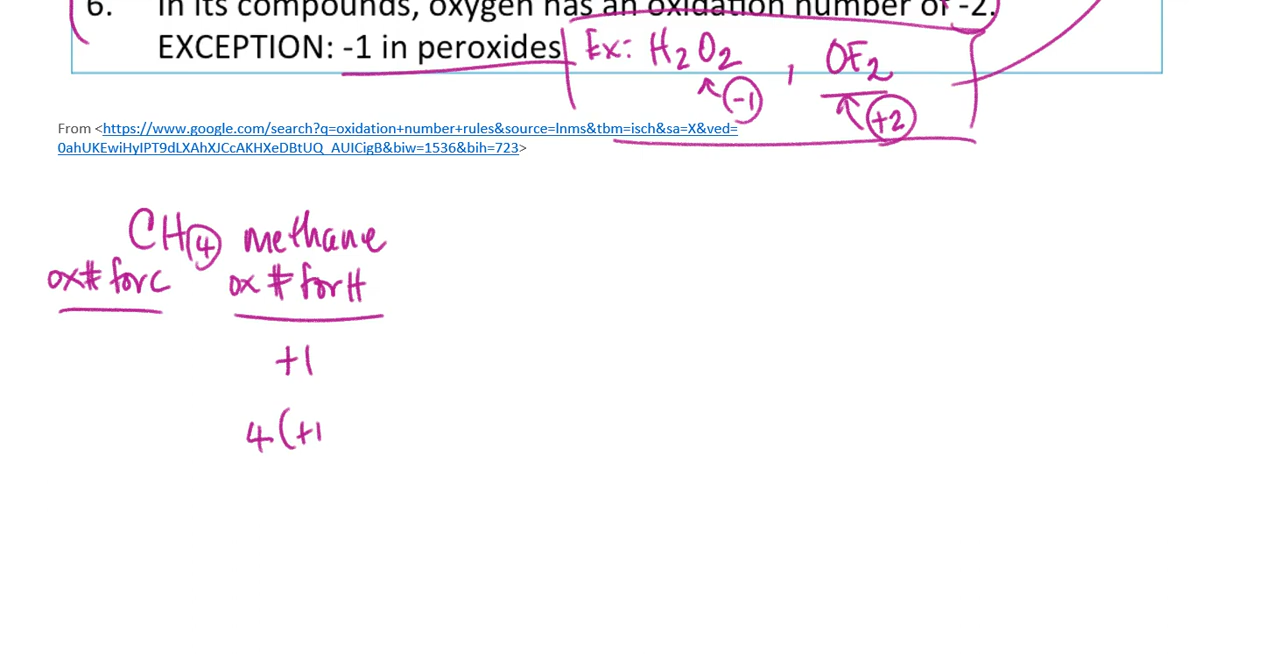 6. In its compounds, oxygen has an oxidation number of -2.
EXCEPTION: -1 in peroxides Ex: H2O2 , OF2
-1 +2
From <https://www.google.com/search?q=oxidation+number+rules&source=lnms&tbm=isch&sa=X&ved=
0ahUKEwiHyIPT9dLXAhXJCcAKHXeDBtUQ_AUICigB&biw=1536&bih=723>
CH4 methane
ox# for C ox # for H
+1
4(+1